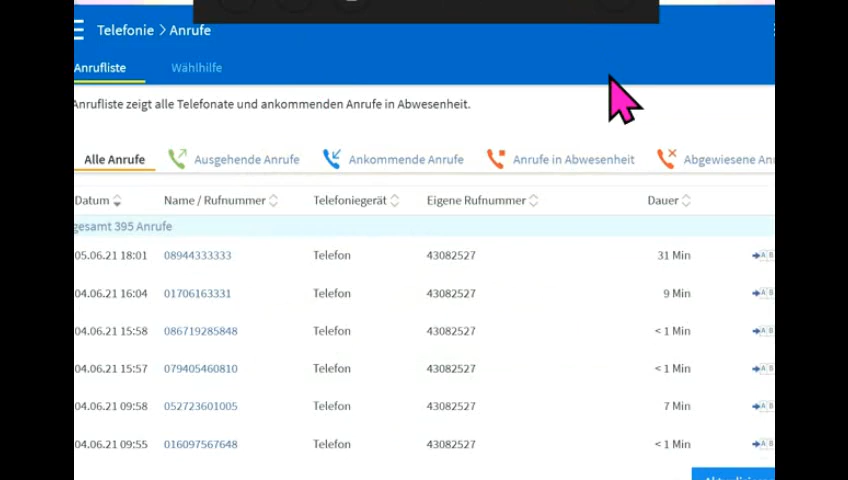 Telefonie > Anrufe
Anrufliste Wählhilfe
Anrufliste zeigt alle Telefonate und ankommenden Anrufe in Abwesenheit.
Alle Anrufe Ausgehende Anrufe Ankommende Anrufe Anrufe in Abwesenheit Abgewiesene An
Datum Name / Rufnummer Telefoniegerät Eigene Rufnummer Dauer
gesamt 395 Anrufe
05.06.21 18:01 08944333333 Telefon 43082527 31 Min
04.06.21 16:04 01706163331 Telefon 43082527 9 Min
04.06.21 15:58 086719285848 Telefon 43082527 < 1 Min
04.06.21 15:57 079405460810 Telefon 43082527 < 1 Min
04.06.21 09:58 052723601005 Telefon 43082527 7 Min
04.06.21 09:55 016097567648 Telefon 43082527 < 1 Min